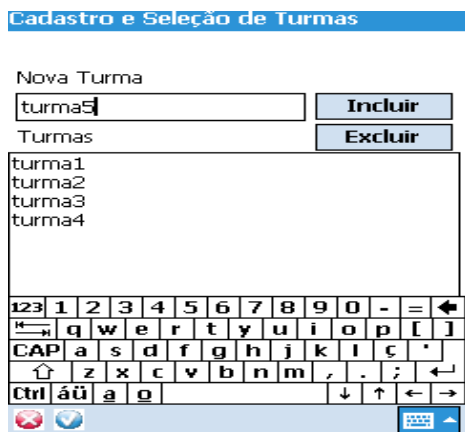 Cadastro e Seleção de Turmas
Nova Turma
turma5 Incluir
Turmas Excluir
turma1
turma2
turma3
turma4
123 1 2 3 4 5 6 7 8 9 0 - = 
q w e r t y u i o p [ ]
CAP a s d f g h j k l ç '
z x c v b n m , . ;
Ctrl áü a o ↓ ↑ ← →